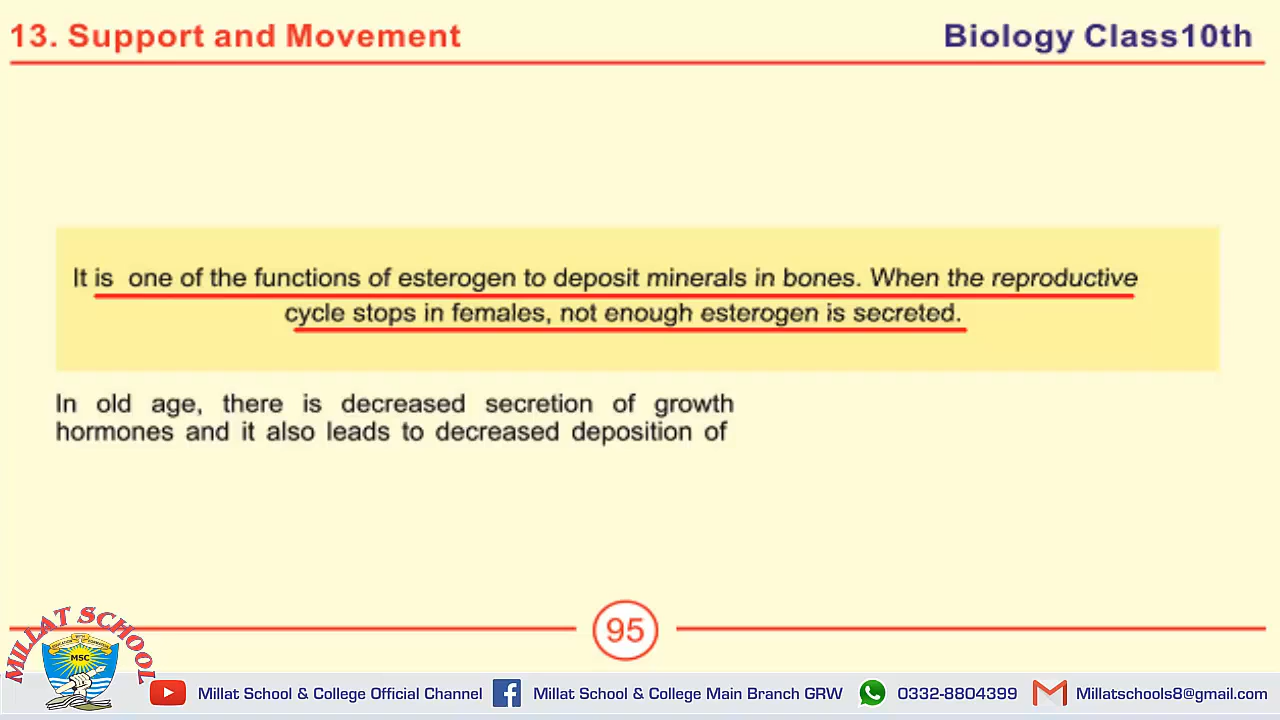 13. Support and Movement
Biology Class10th
It is one of the functions of esterogen to deposit minerals in bones. When the reproductive
cycle stops in females, not enough esterogen is secreted.
In old age, there is decreased secretion of growth
hormones and it also leads to decreased deposition of
95
MILLAT SCHOOL
MSC
Millat School & College Official Channel
Millat School & College Main Branch GRW
0332-8804399
Millatschools8@gmail.com